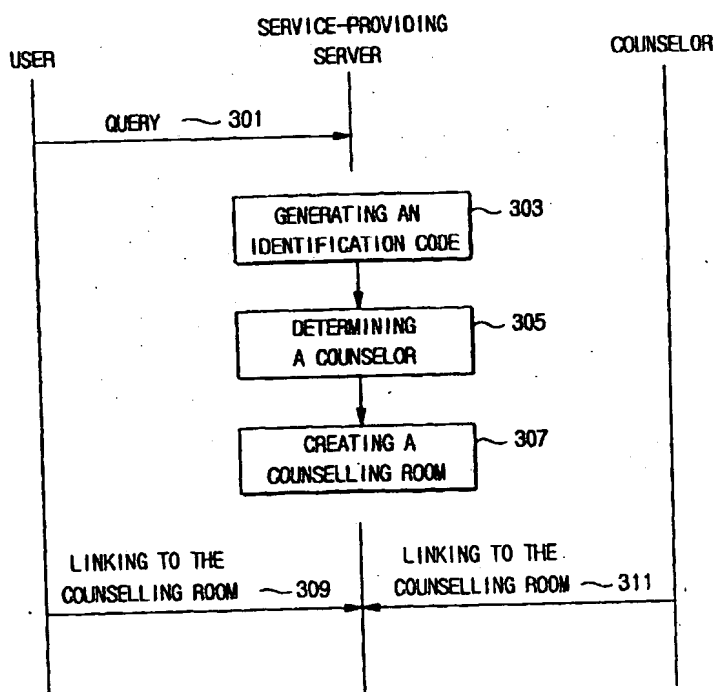 SERVICE-PROVIDING
SERVER
USER
COUNSELOR
QUERY 301
GENERATING AN
IDENTIFICATION CODE
303
DETERMINING
A COUNSELOR
305
CREATING A
COUNSELLING ROOM
307
LINKING TO THE
COUNSELLING ROOM 309
LINKING TO THE
COUNSELLING ROOM 311